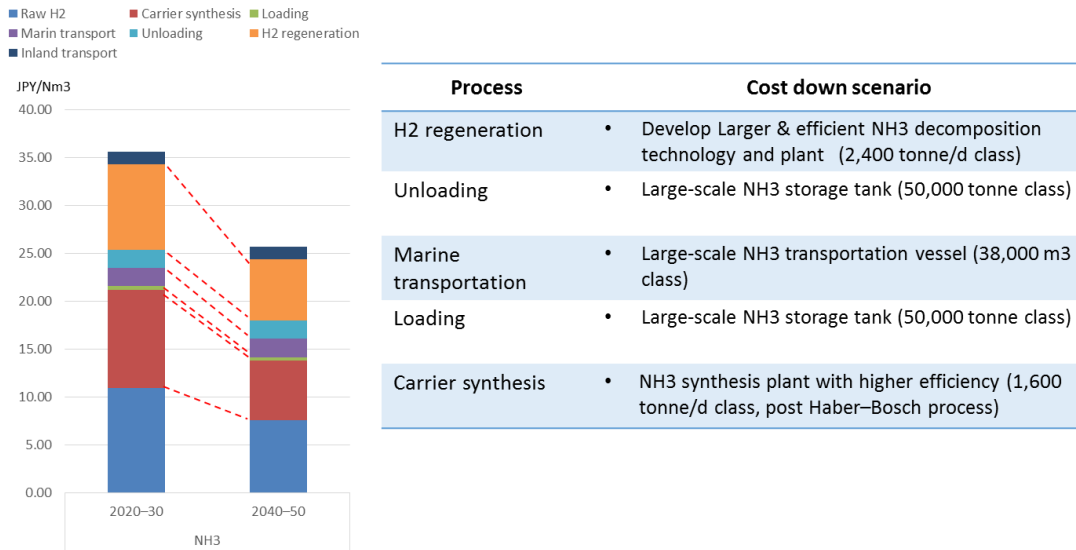 Raw H2 Carrier synthesis Loading
Marin transport Unloading H2 regeneration
Inland transport
JPY/Nm3
40.00
35.00
30.00
25.00
20.00
15.00
10.00
5.00
0.00
2020–30 2040–50
NH3
Process Cost down scenario
H2 regeneration • Develop Larger & efficient NH3 decomposition
technology and plant (2,400 tonne/d class)
Unloading • Large-scale NH3 storage tank (50,000 tonne class)
Marine • Large-scale NH3 transportation vessel (38,000 m3
transportation class)
Loading • Large-scale NH3 storage tank (50,000 tonne class)
Carrier synthesis • NH3 synthesis plant with higher efficiency (1,600
tonne/d class, post Haber–Bosch process)